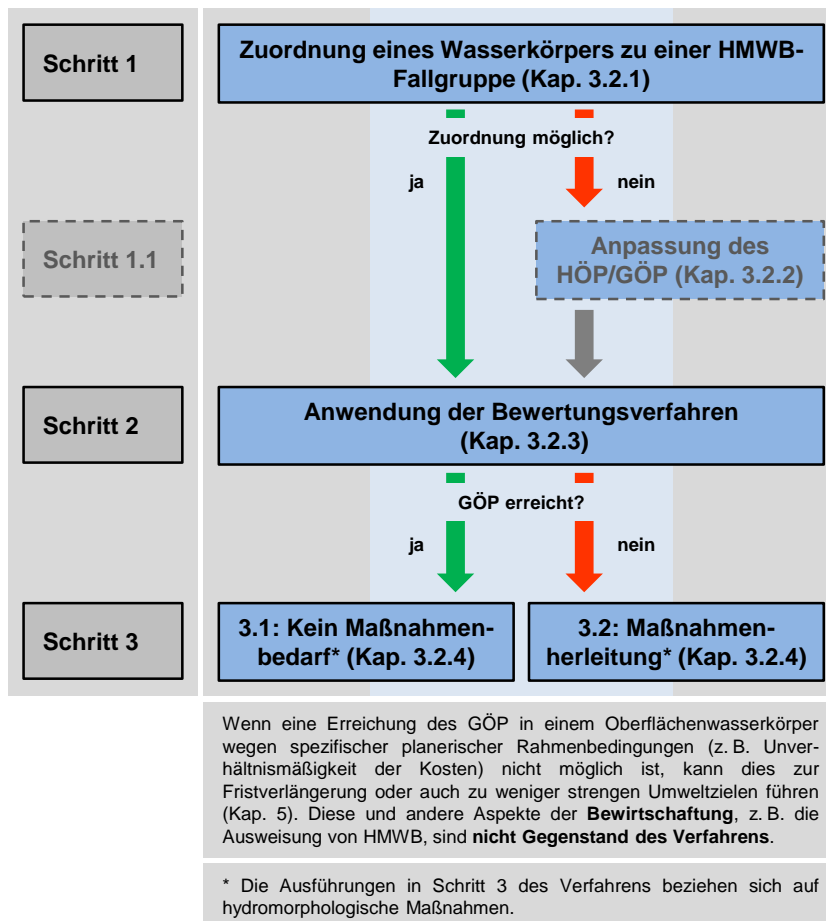 Schritt 1
Zuordnung eines Wasserkörpers zu einer HMWB-
Fallgruppe (Kap. 3.2.1)
Zuordnung möglich?
ja
nein
Schritt 1.1
Anpassung des
HÖP/GÖP (Kap. 3.2.2)
Schritt 2
Anwendung der Bewertungsverfahren
(Kap. 3.2.3)
GÖP erreicht?
ja
nein
Schritt 3
3.1: Kein Maßnahmen-
bedarf* (Kap. 3.2.4)
3.2: Maßnahmen-
herleitung* (Kap. 3.2.4)
Wenn eine Erreichung des GÖP in einem Oberflächenwasserkörper
wegen spezifischer planerischer Rahmenbedingungen (z. B. Unver-
hältnismäßigkeit der Kosten) nicht möglich ist, kann dies zur
Fristverlängerung oder auch zu weniger strengen Umweltzielen führen
(Kap. 5). Diese und andere Aspekte der Bewirtschaftung, z. B. die
Ausweisung von HMWB, sind nicht Gegenstand des Verfahrens.
* Die Ausführungen in Schritt 3 des Verfahrens beziehen sich auf
hydromorphologische Maßnahmen.